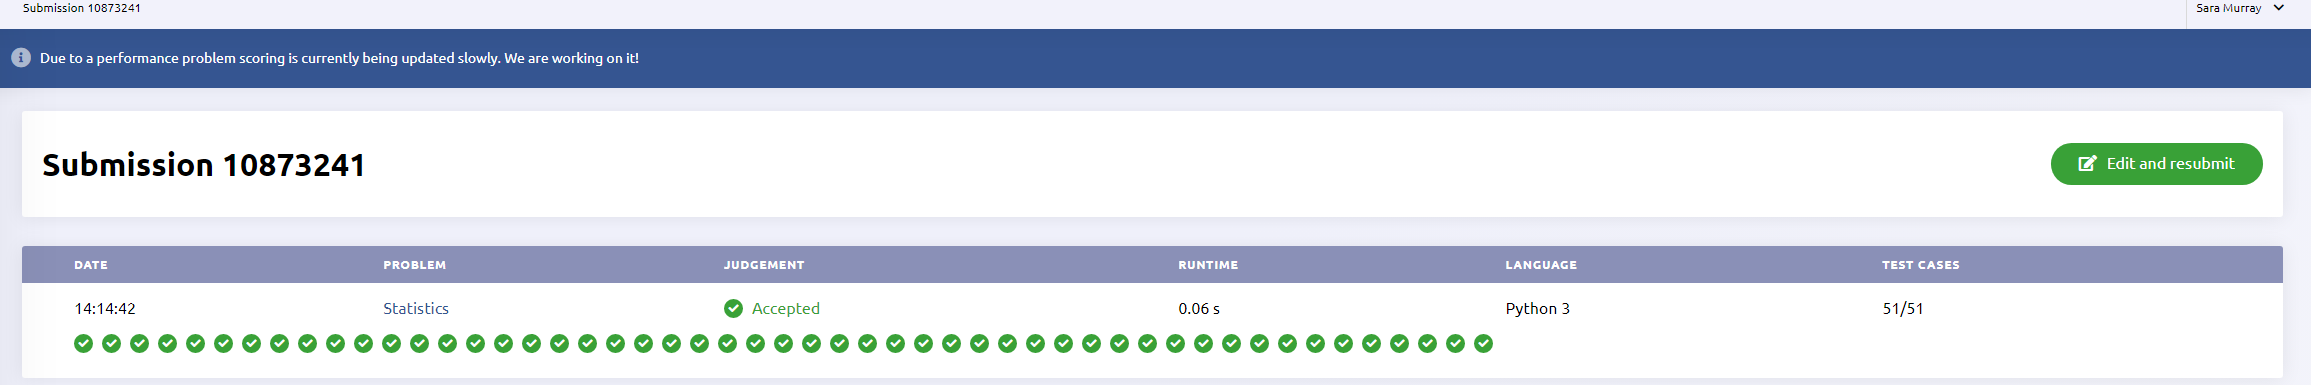 Submission 10873241 Sara Murray
Due to a performance problem scoring is currently being updated slowly. We are working on it!
Submission 10873241 Edit and resubmit
DATE PROBLEM JUDGEMENT RUNTIME LANGUAGE TEST CASES
14:14:42 Statistics Accepted 0.06 s Python 3 51/51